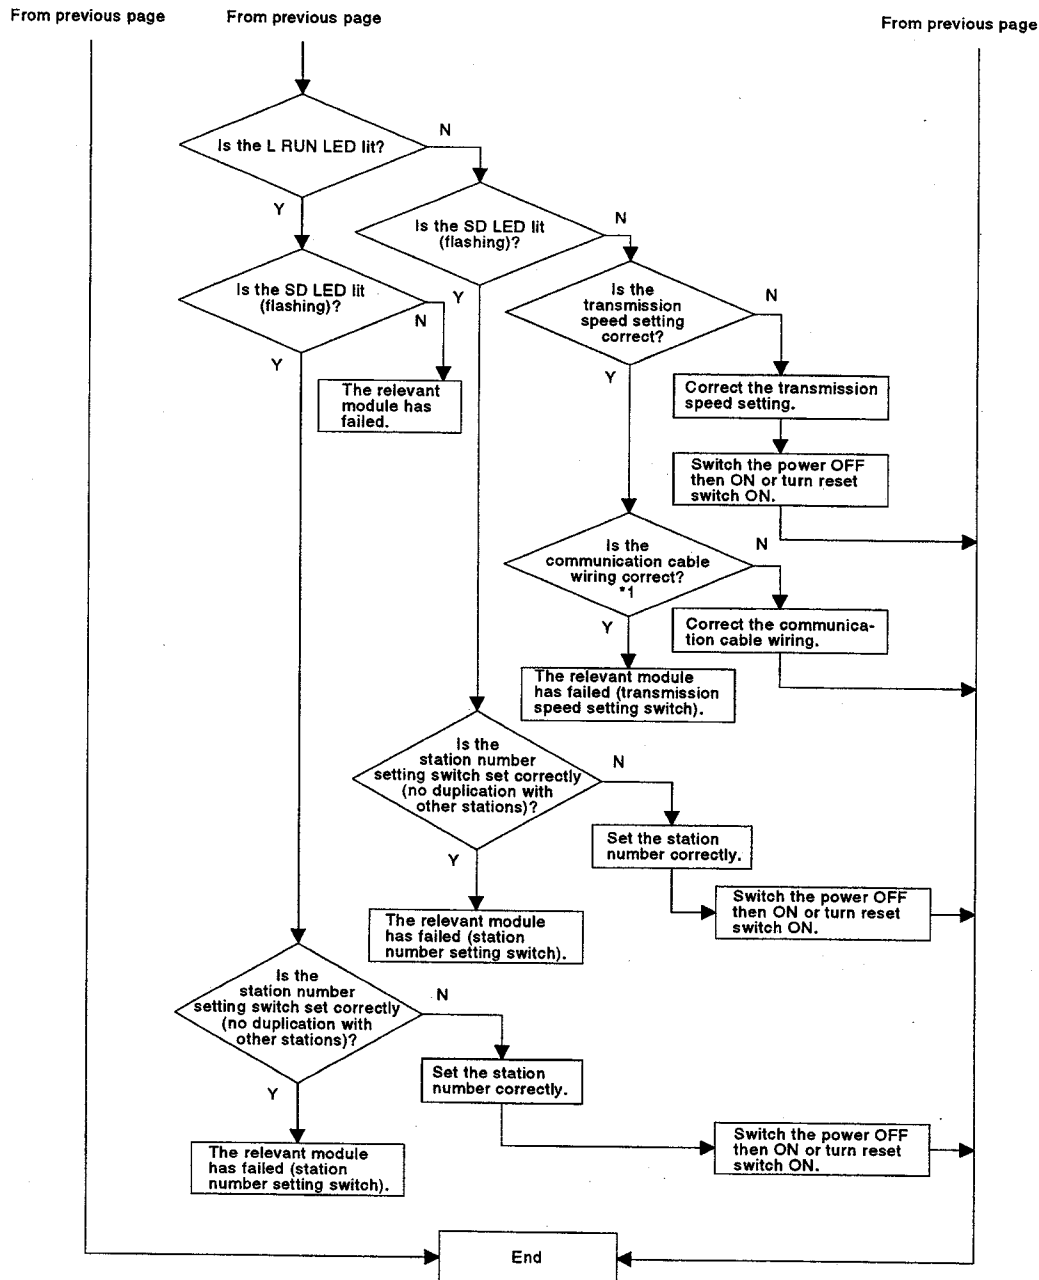 From previous page
From previous page
From previous page
Is the L RUN LED lit?
N
Y
Is the SD LED lit
(flashing)?
N
Y
Is the SD LED lit
(flashing)?
N
Y
Is the
transmission
speed setting
correct?
N
Y
The relevant
module has
failed.
Correct the transmission
speed setting.
Switch the power OFF
then ON or turn reset
switch ON.
Is the
communication cable
wiring correct?
*1
N
Y
Correct the communica-
tion cable wiring.
The relevant module
has failed (transmission
speed setting switch).
Is the
station number
setting switch set correctly
(no duplication with
other stations)?
N
Y
Set the station
number correctly.
Switch the power OFF
then ON or turn reset
switch ON.
The relevant module
has failed (station
number setting switch).
Is the
station number
setting switch set correctly
(no duplication with
other stations)?
N
Y
Set the station
number correctly.
Switch the power OFF
then ON or turn reset
switch ON.
The relevant module
has failed (station
number setting switch).
End